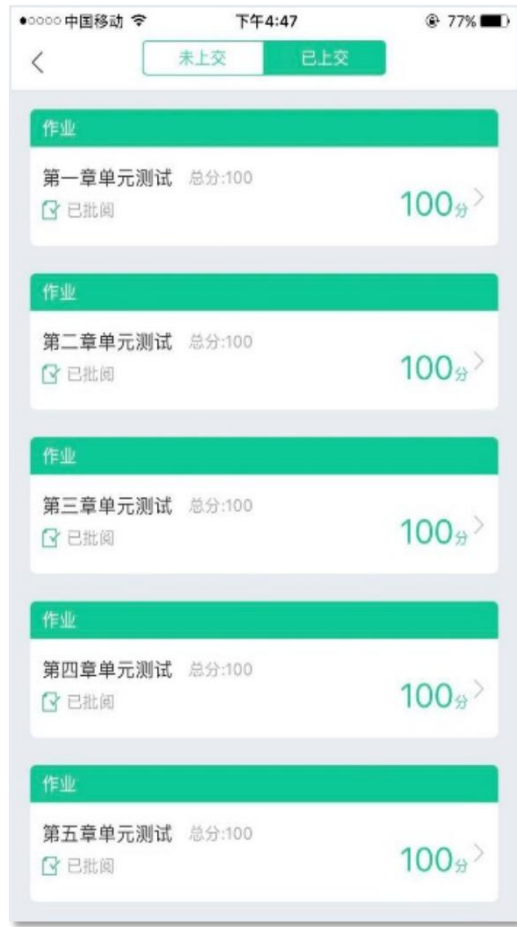 中国移动 下午4:47 77%
未上交 已上交
作业
第一章单元测试 总分:100
已批阅
100分
作业
第二章单元测试 总分:100
已批阅
100分
作业
第三章单元测试 总分:100
已批阅
100分
作业
第四章单元测试 总分:100
已批阅
100分
作业
第五章单元测试 总分:100
已批阅
100分